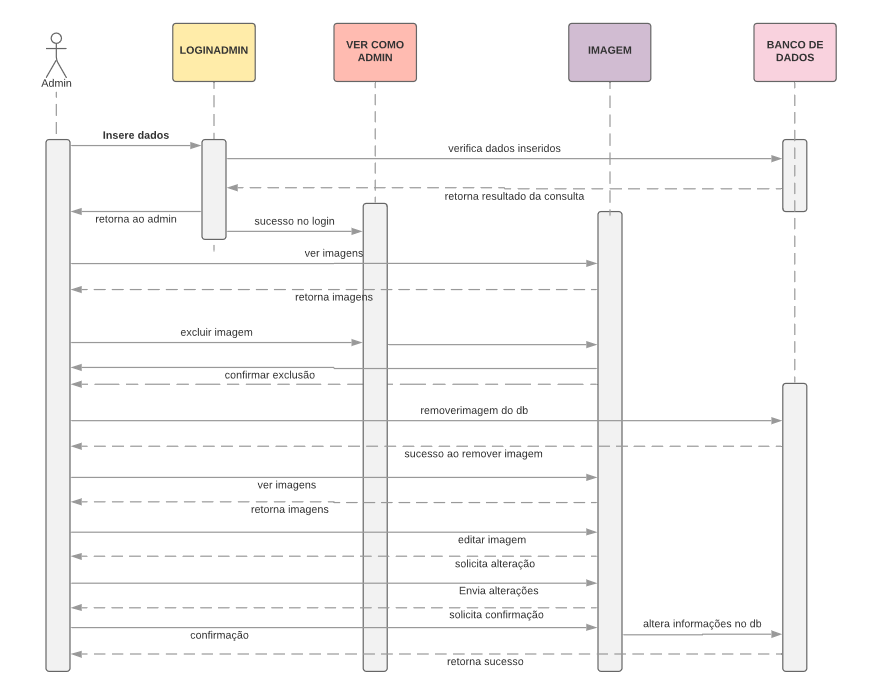 LOGINADMIN
VER COMO
ADMIN
IMAGEM
BANCO DE
DADOS
Admin
Insere dados
verifica dados inseridos
retorna resultado da consulta
retorna ao admin
sucesso no login
ver imagens
retorna imagens
excluir imagem
confirmar exclusão
removerimagem do db
sucesso ao remover imagem
ver imagens
retorna imagens
editar imagem
solicita alteração
Envia alterações
solicita confirmação
altera informações no db
confirmação
retorna sucesso